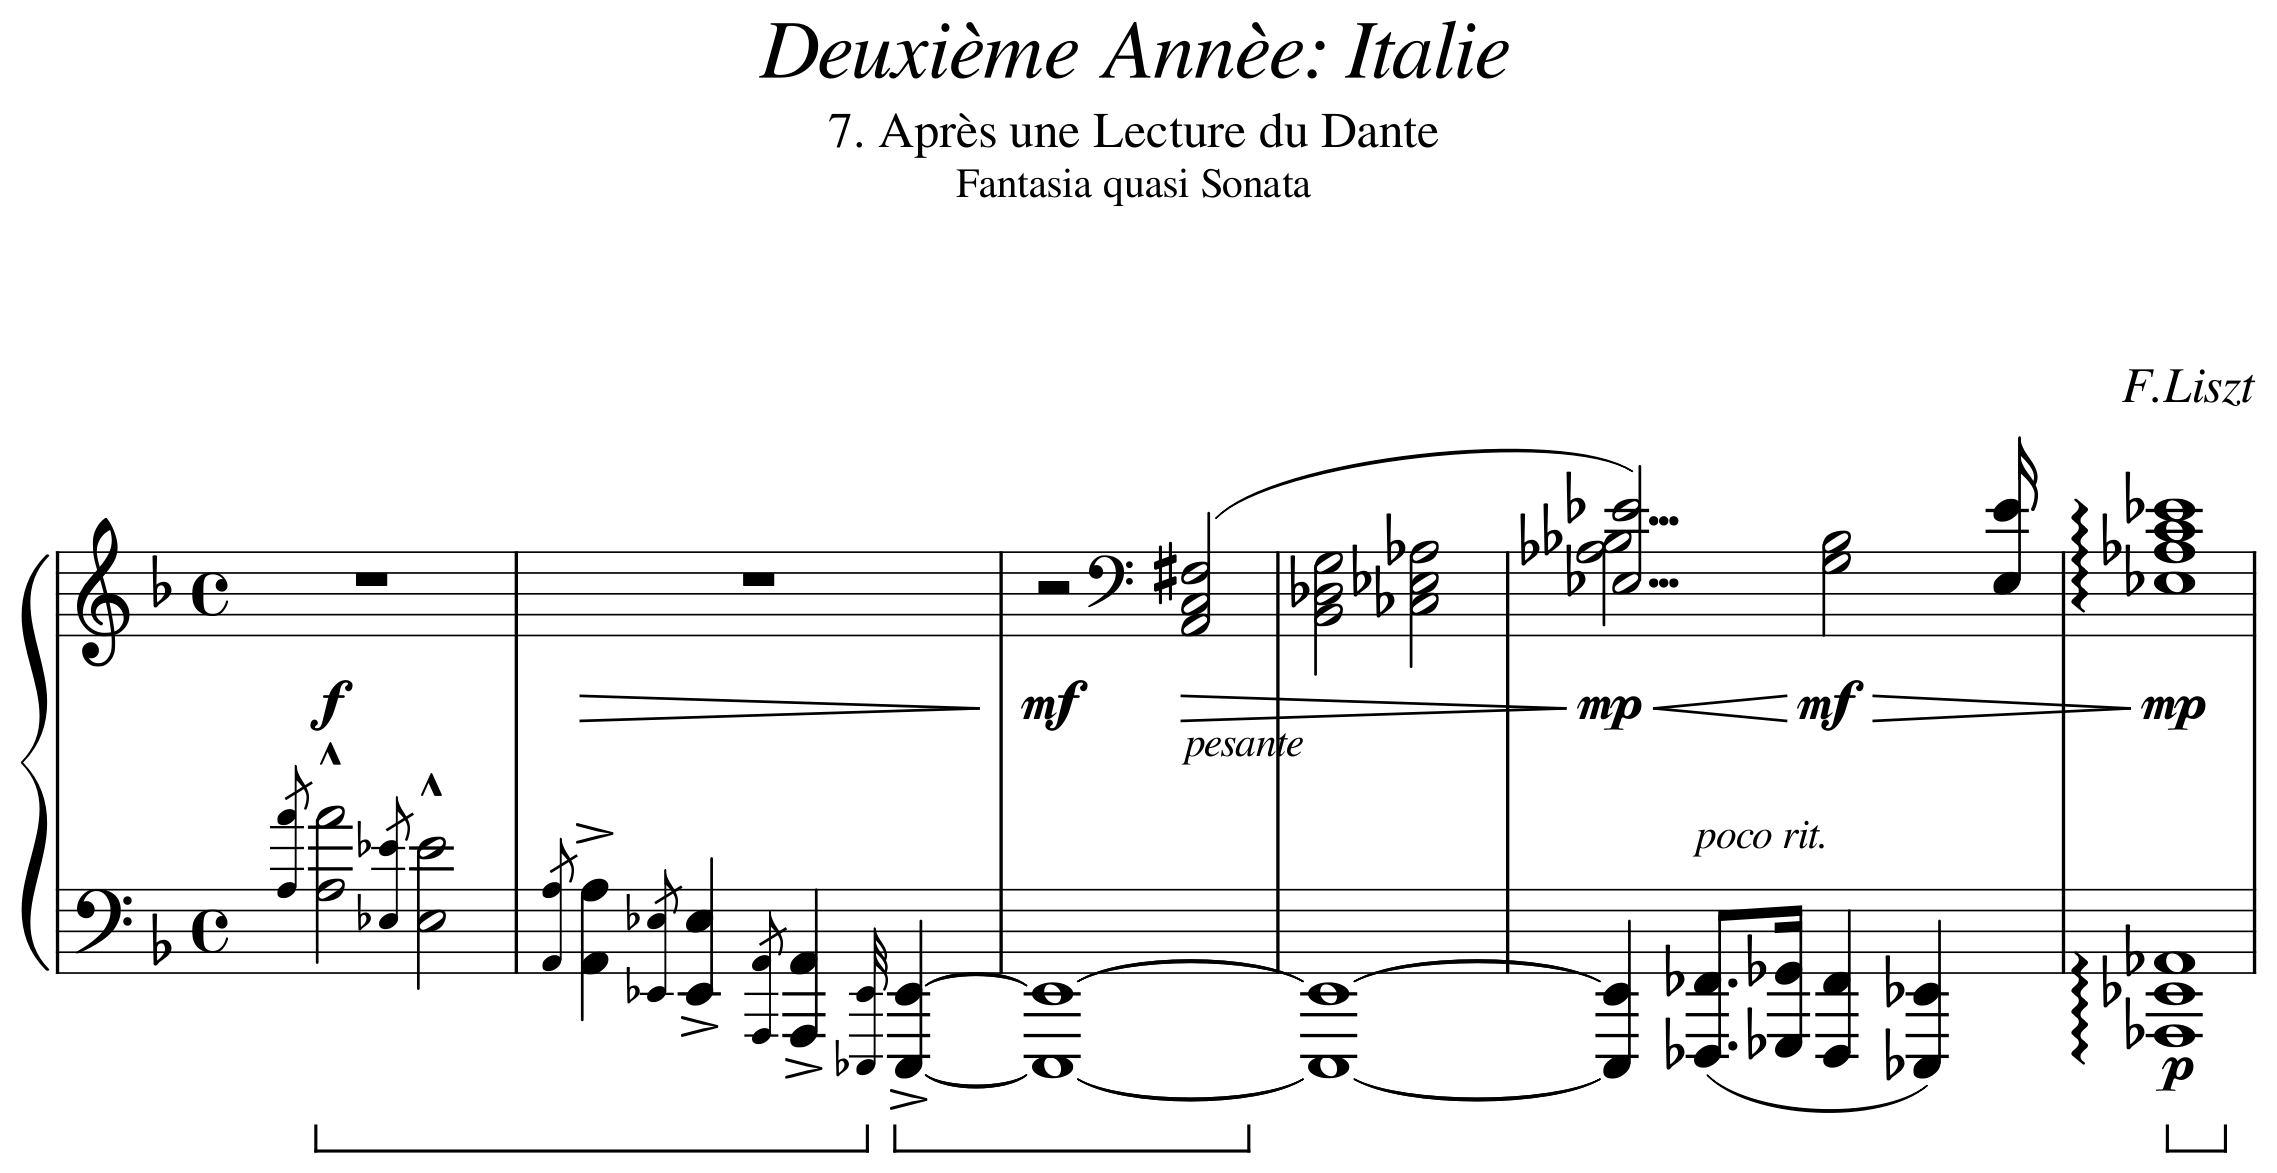 Deuxième Annèe: Italie
7. Après une Lecture du Dante
Fantasia quasi Sonata
F.Liszt
f
mf
mp
mf
mp
pesante
poco rit.
p